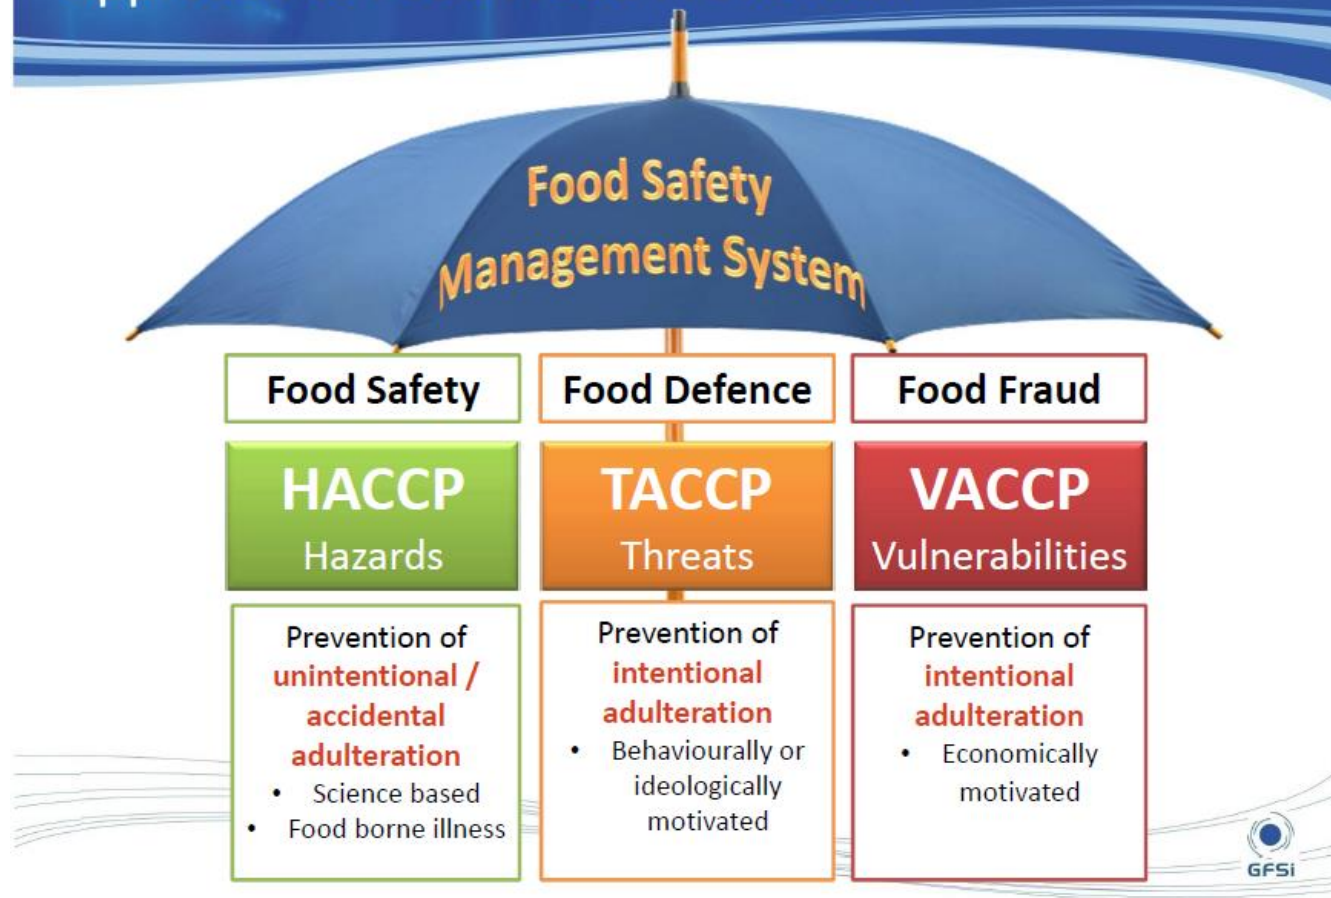 Food Safety
Management System
Food Safety
HACCP
Hazards
Prevention of
unintentional /
accidental
adulteration
• Science based
• Food borne illness
Food Defence
TACCP
Threats
Prevention of
intentional
adulteration
• Behaviourally or
ideologically
motivated
Food Fraud
VACCP
Vulnerabilities
Prevention of
intentional
adulteration
• Economically
motivated
GFSi